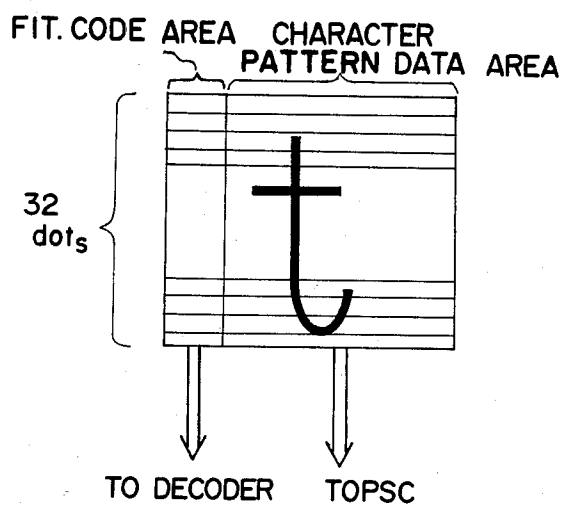 FIT. CODE AREA CHARACTER
PATTERN DATA AREA
t
32
dots
TO DECODER TOPSC